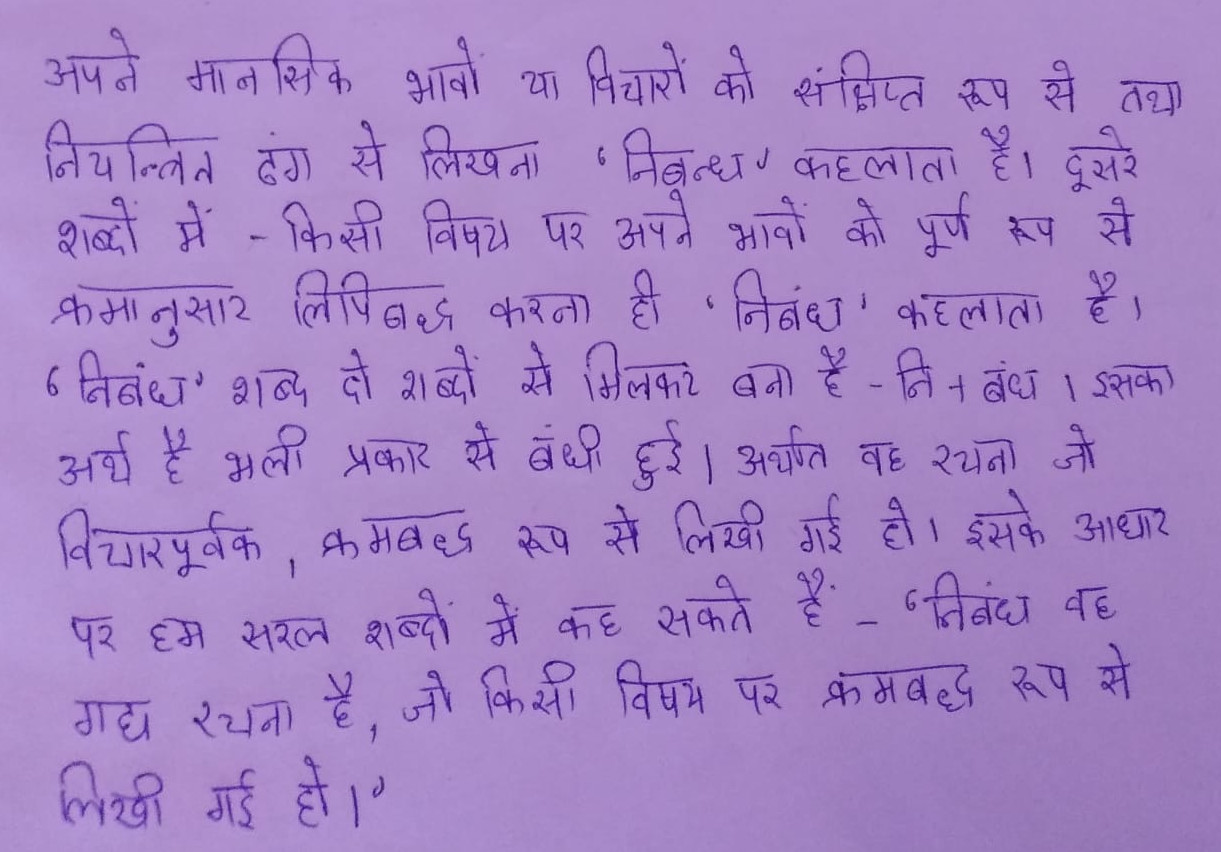 अपने मानसिक भावों या विचारों को संक्षिप्त रूप से तथा
नियन्त्रित ढंग से लिखना 'निबन्ध' कहलाता है। दूसरे
शब्दों में - किसी विषय पर अपने भावों को पूर्ण रूप से
क्रमानुसार लिपिबद्ध करना ही 'निबंध' कहलाता है।
'निबंध' शब्द दो शब्दों से मिलकर बना है - नि + बंध । इसका
अर्थ है भली प्रकार से बंधी हुई। अर्थात वह रचना जो
विचारपूर्वक, क्रमबद्ध रूप से लिखी गई हो। इसके आधार
पर हम सरल शब्दों में कह सकते हैं - 'निबंध वह
गद्य रचना है, जो किसी विषय पर क्रमबद्ध रूप से
लिखी गई हो।'